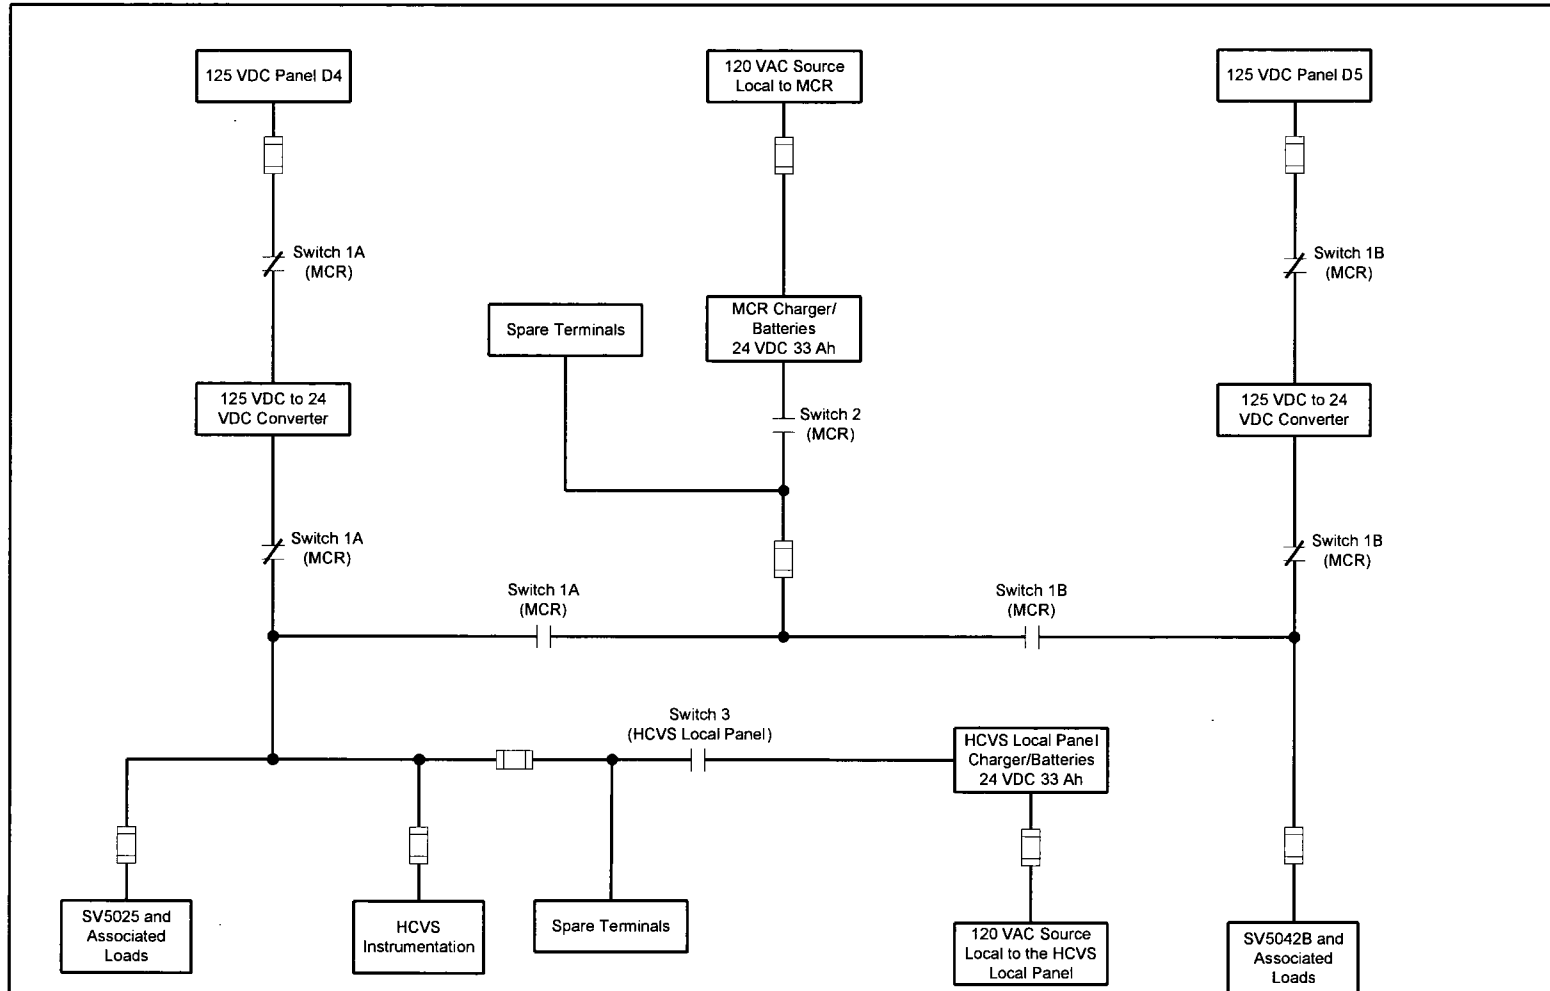 125 VDC Panel D4
120 VAC Source
Local to MCR
125 VDC Panel D5
Switch 1A
(MCR)
Switch 1B
(MCR)
Spare Terminals
MCR Charger/
Batteries
24 VDC 33 Ah
125 VDC to 24
VDC Converter
Switch 2
(MCR)
125 VDC to 24
VDC Converter
Switch 1A
(MCR)
Switch 1B
(MCR)
Switch 1A
(MCR)
Switch 1B
(MCR)
Switch 3
(HCVS Local Panel)
HCVS Local Panel
Charger/Batteries
24 VDC 33 Ah
SV5025 and
Associated
Loads
HCVS
Instrumentation
Spare Terminals
120 VAC Source
Local to the HCVS
Local Panel
SV5042B and
Associated
Loads